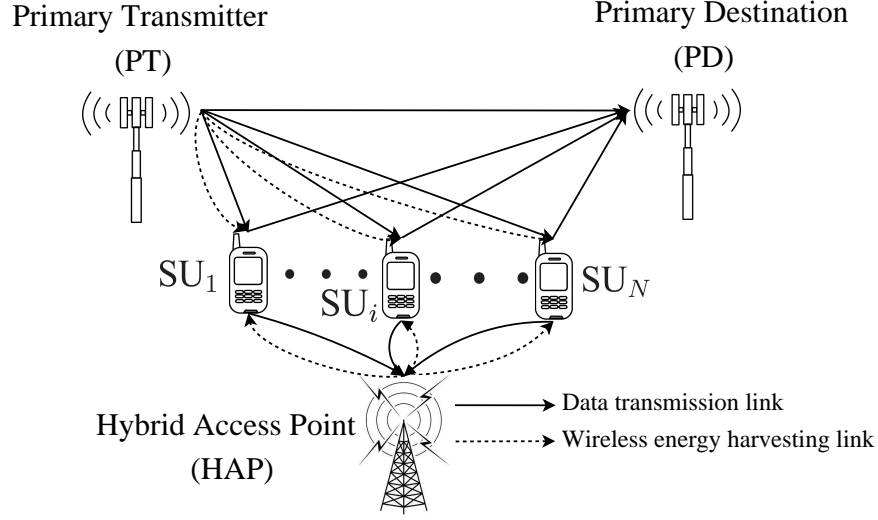 Primary Transmitter
(PT)
Primary Destination
(PD)
SU₁
SUᵢ
SU_N
Hybrid Access Point
(HAP)
Data transmission link
Wireless energy harvesting link